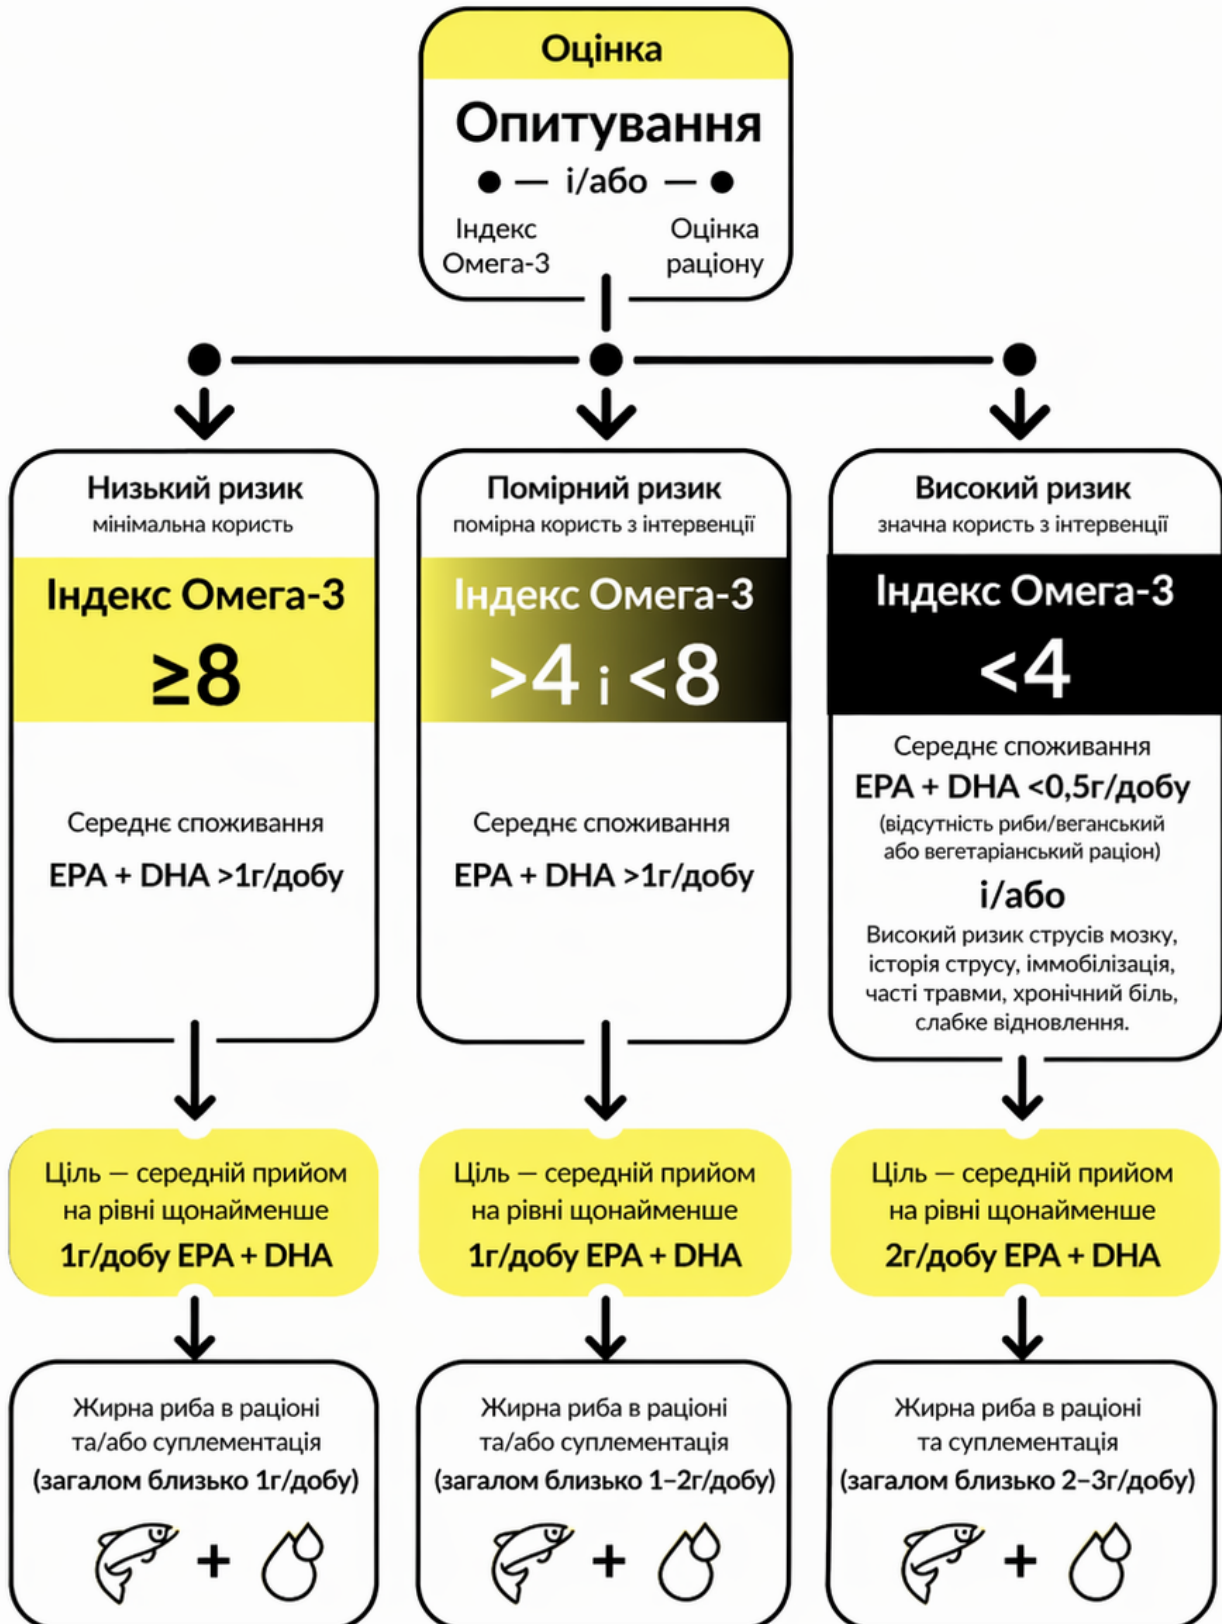 Оцінка
Опитування
і/або
Індекс
Омега-3
Оцінка
раціону
Низький ризик
мінімальна користь
Індекс Омега-3
≥8
Середнє споживання
EPA + DHA >1г/добу
Ціль — середній прийом
на рівні щонайменше
1г/добу EPA + DHA
Жирна риба в раціоні
та/або суплементація
(загалом близько 1г/добу)
Помірний ризик
помірна користь з інтервенції
Індекс Омега-3
>4 і <8
Середнє споживання
EPA + DHA >1г/добу
Ціль — середній прийом
на рівні щонайменше
1г/добу EPA + DHA
Жирна риба в раціоні
та/або суплементація
(загалом близько 1–2г/добу)
Високий ризик
значна користь з інтервенції
Індекс Омега-3
<4
Середнє споживання
EPA + DHA <0,5г/добу
(відсутність риби/веганський
або вегетаріанський раціон)
і/або
Високий ризик струсів мозку,
історія струсу, іммобілізація,
часті травми, хронічний біль,
слабке відновлення.
Ціль — середній прийом
на рівні щонайменше
2г/добу EPA + DHA
Жирна риба в раціоні
та суплементація
(загалом близько 2–3г/добу)